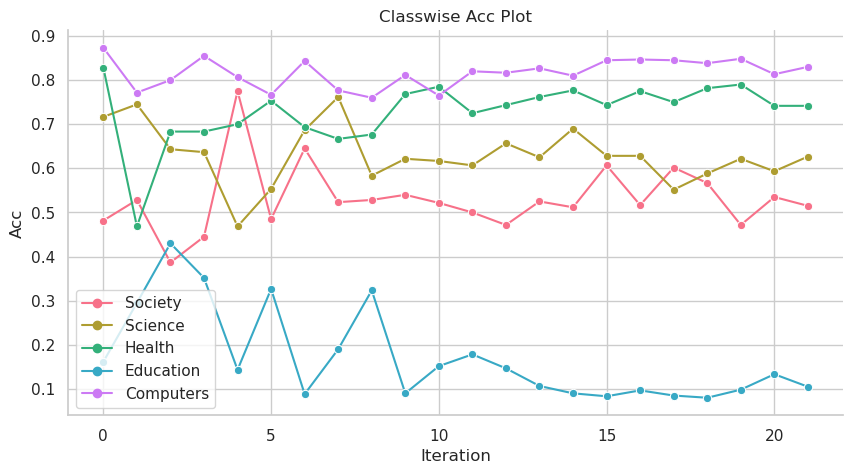 Classwise Acc Plot
0.9
0.8
0.7
0.6
0.5
0.4
0.3
0.2
0.1
Acc
Society
Science
Health
Education
Computers
0 5 10 15 20
Iteration